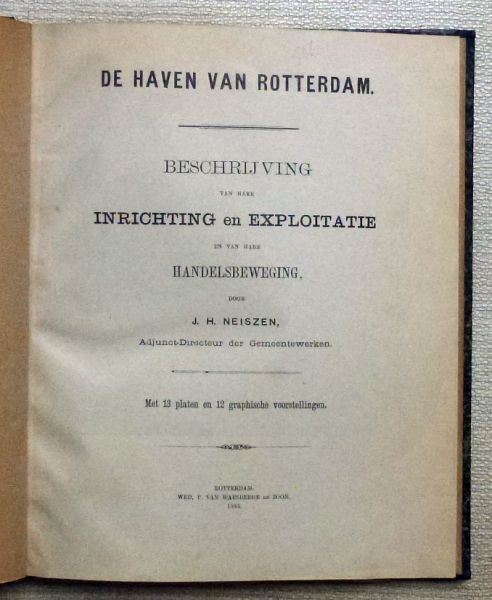 DE HAVEN VAN ROTTERDAM.
BESCHRIJVING
VAN HARE
INRICHTING en EXPLOITATIE
EN VAN HARE
HANDELSBEWEGING,
DOOR
J. H. NEISZEN,
Adjunct-Directeur der Gemeentewerken.
Met 13 platen en 12 graphische voorstellingen.
ROTTERDAM,
WED. P. VAN WAESBERGE en ZOON.